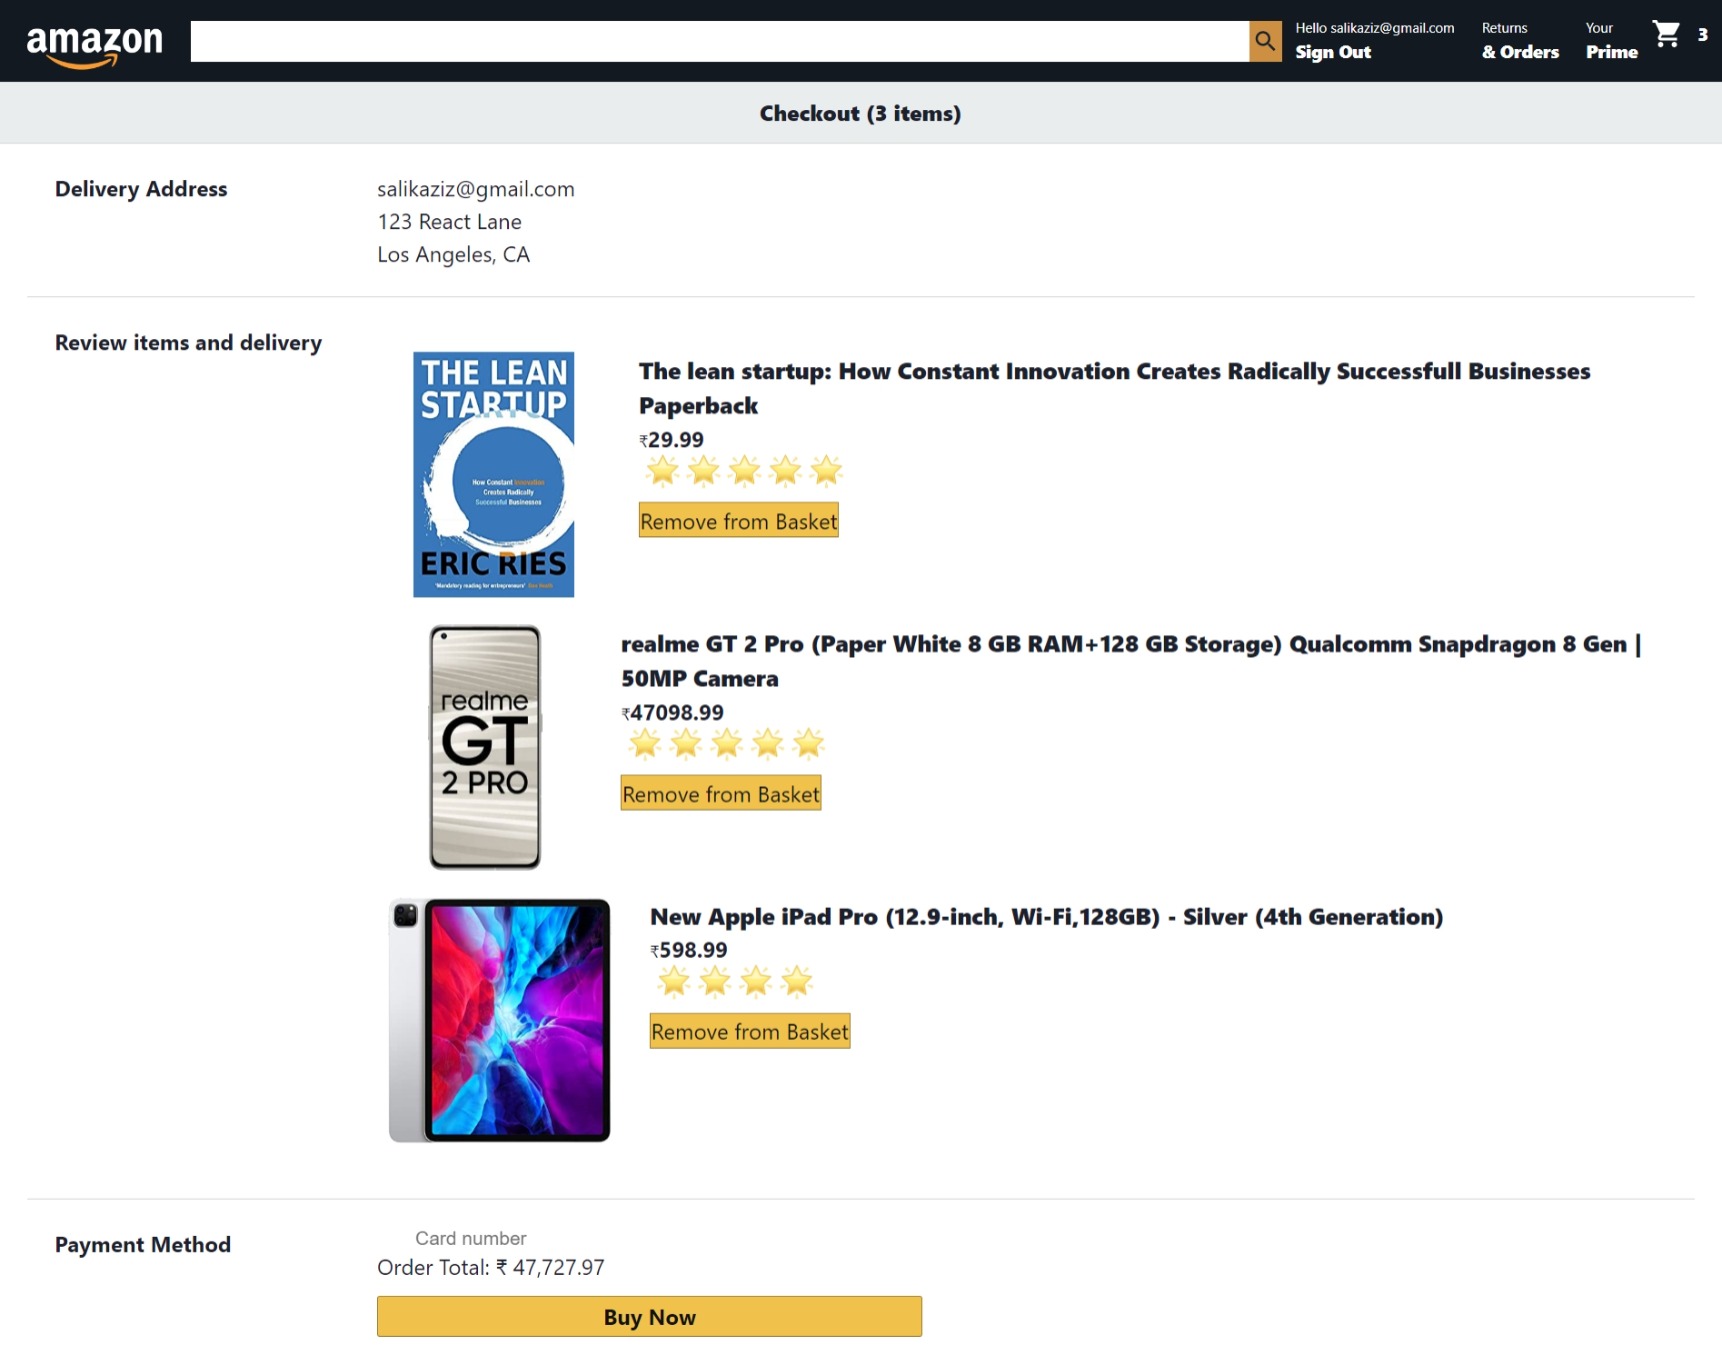 amazon
Hello salikaziz@gmail.com
Sign Out
Returns
& Orders
Your
Prime
3
Checkout (3 items)
Delivery Address
salikaziz@gmail.com
123 React Lane
Los Angeles, CA
Review items and delivery
THE LEAN
STARTUP
How Constant Innovation
Creates Radically
Successful Businesses
ERIC RIES
'Mandatory reading for entrepreneurs'
The lean startup: How Constant Innovation Creates Radically Successfull Businesses
Paperback
₹29.99
Remove from Basket
realme
GT
2 PRO
realme GT 2 Pro (Paper White 8 GB RAM+128 GB Storage) Qualcomm Snapdragon 8 Gen |
50MP Camera
₹47098.99
Remove from Basket
New Apple iPad Pro (12.9-inch, Wi-Fi,128GB) - Silver (4th Generation)
₹598.99
Remove from Basket
Payment Method
Card number
Order Total: ₹ 47,727.97
Buy Now